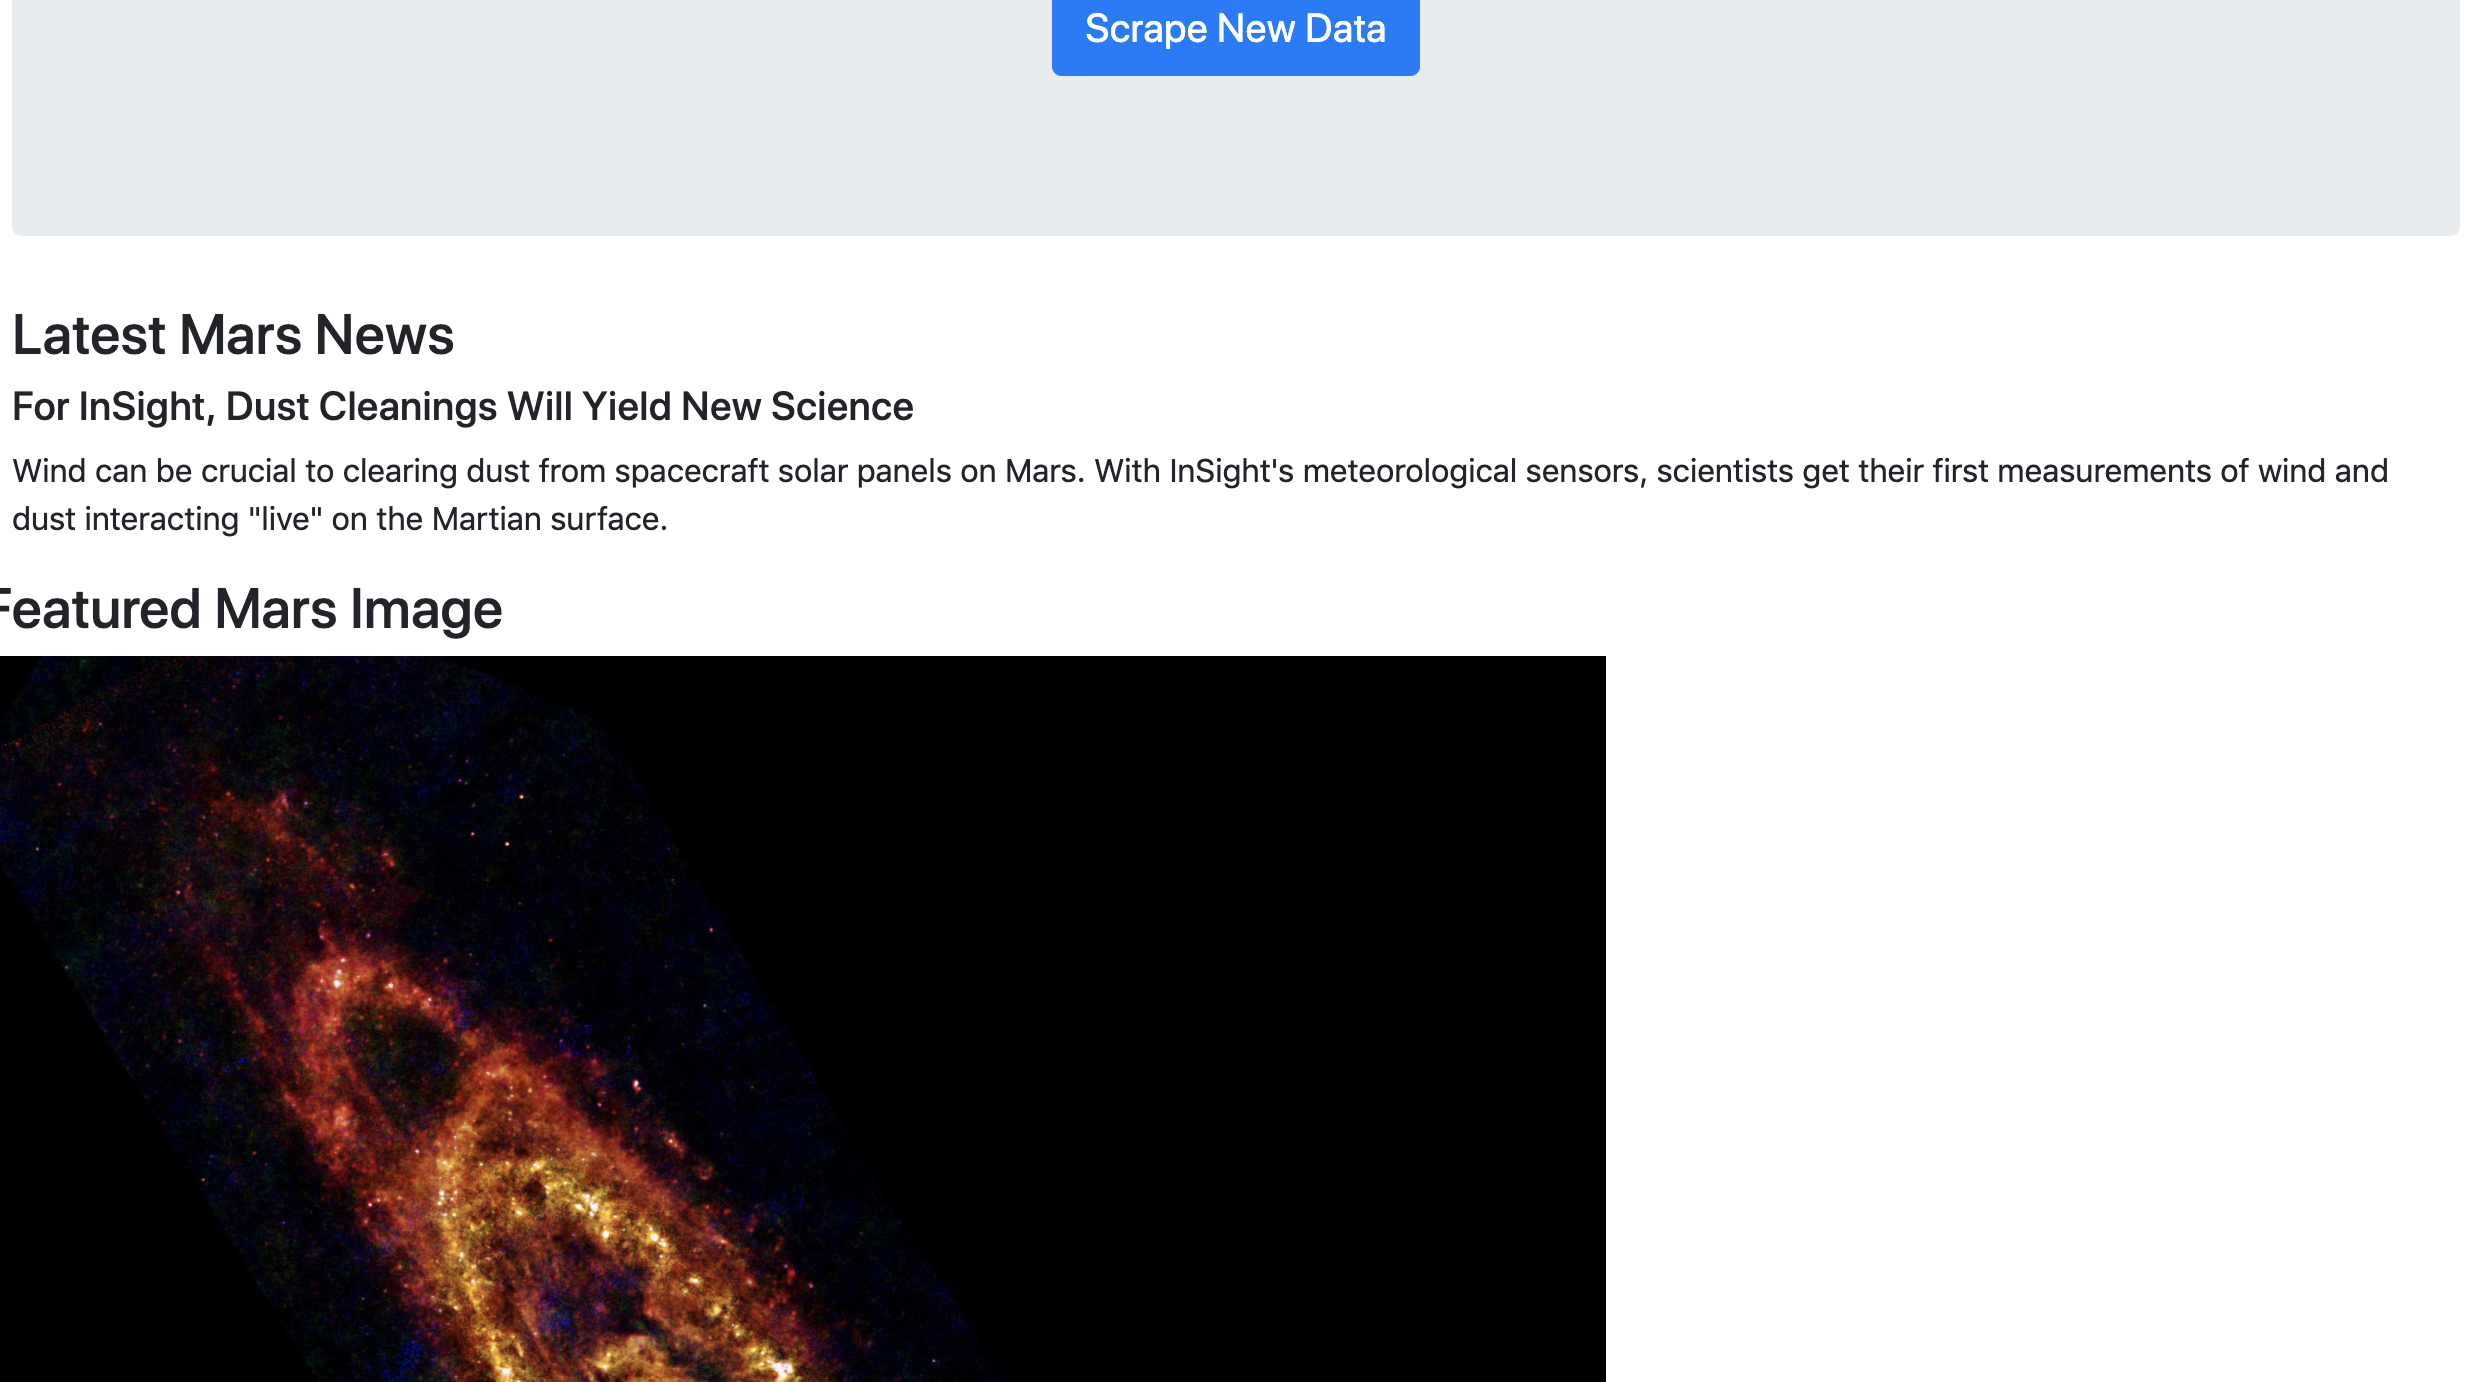 Scrape New Data
Latest Mars News
For InSight, Dust Cleanings Will Yield New Science
Wind can be crucial to clearing dust from spacecraft solar panels on Mars. With InSight's meteorological sensors, scientists get their first measurements of wind and
dust interacting "live" on the Martian surface.
Featured Mars Image